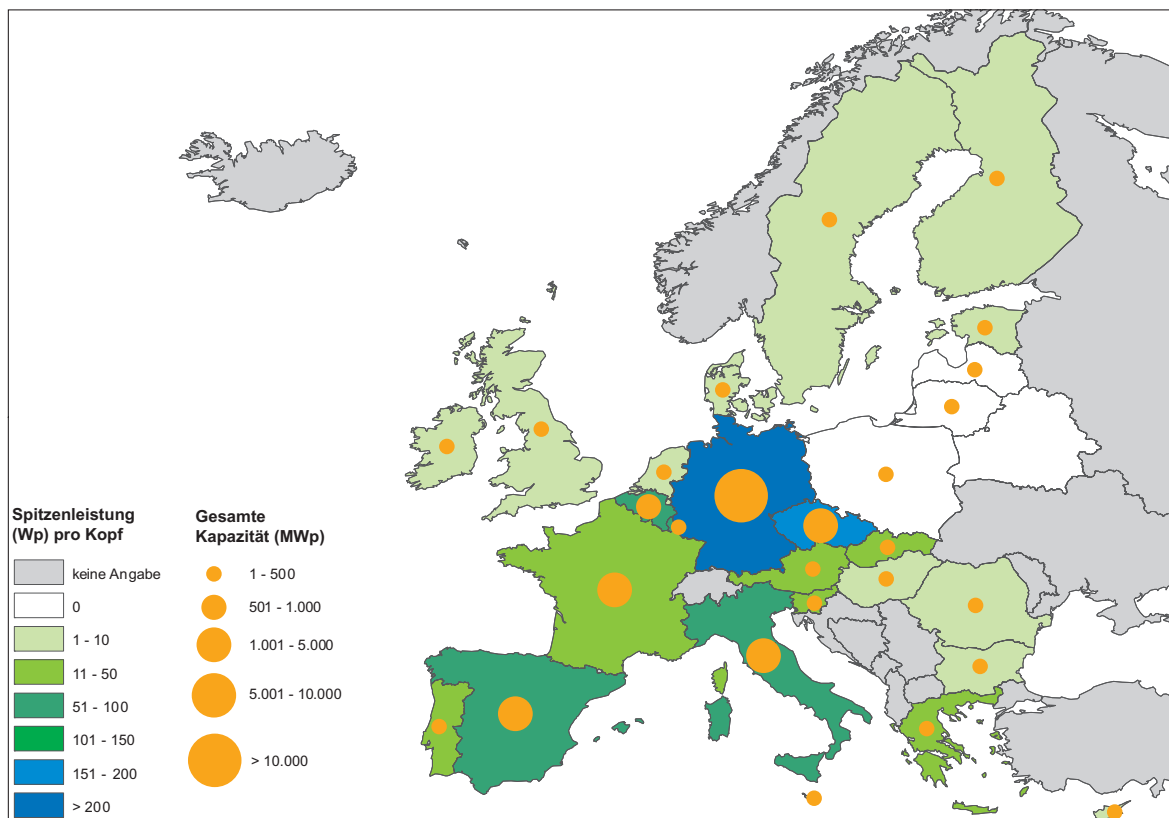 Spitzenleistung
(Wp) pro Kopf
keine Angabe
0
1 - 10
11 - 50
51 - 100
101 - 150
151 - 200
> 200
Gesamte
Kapazität (MWp)
1 - 500
501 - 1.000
1.001 - 5.000
5.001 - 10.000
> 10.000